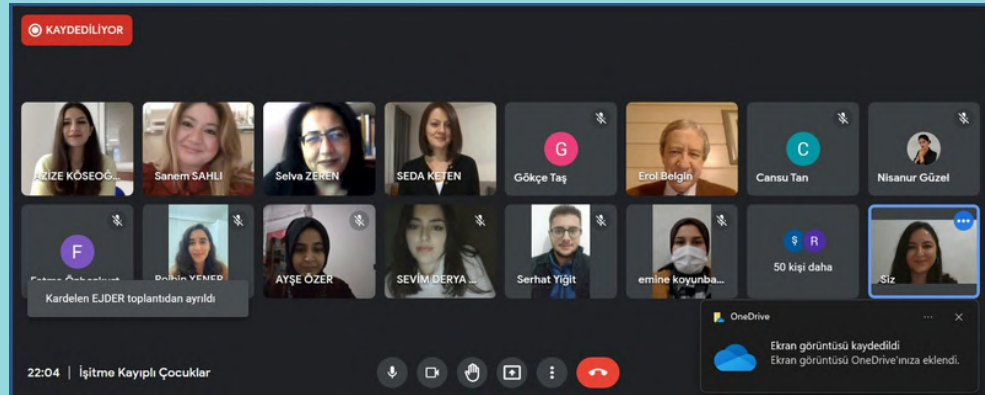 KAYDEDİLİYOR
AZİZE KÖSEOĞ...
Sanem SAHLI
Selva ZEREN
SEDA KETEN
G
Gökçe Taş
Erol Belgin
C
Cansu Tan
Nisanur Güzel
F
YENER
AYŞE ÖZER
SEVİM DERYA ...
Serhat Yiğit
emine koyunba...
Ş R
50 kişi daha
Siz
Kardelen EJDER toplantıdan ayrıldı
OneDrive
Ekran görüntüsü kaydedildi
Ekran görüntüsü OneDrive'ınıza eklendi.
22:04 | İşitme Kayıplı Çocuklar